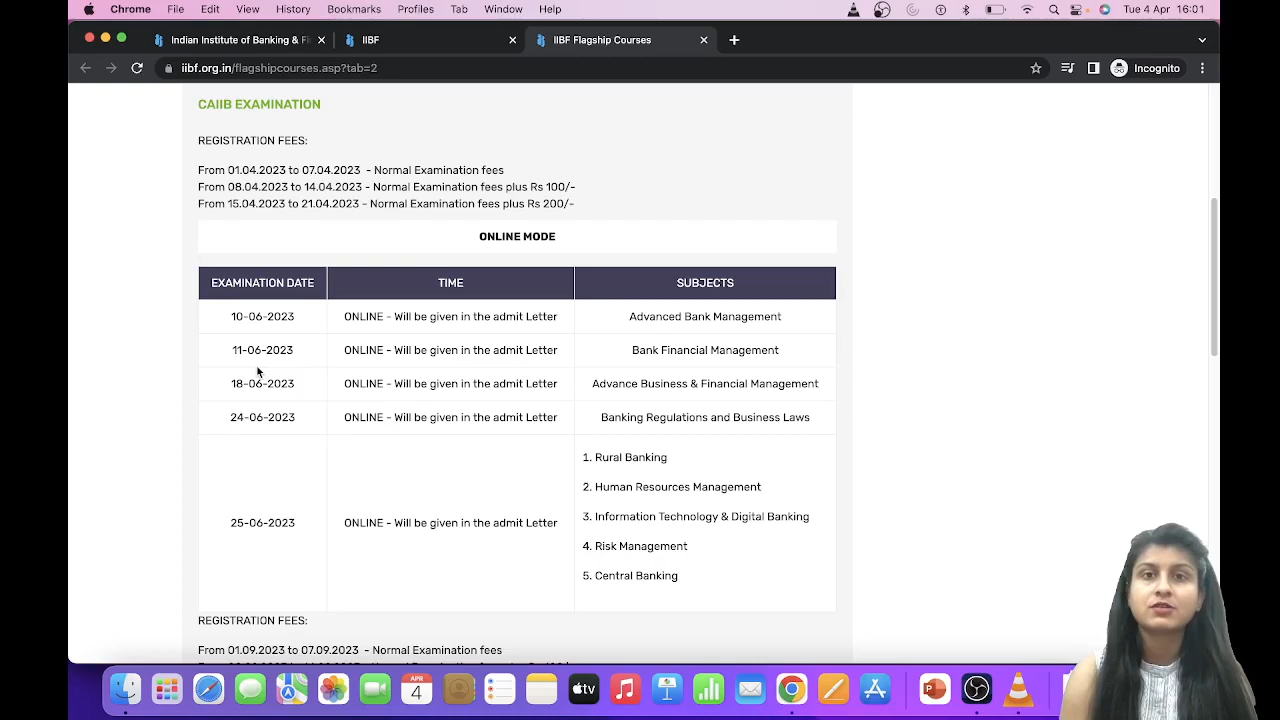 Chrome File Edit View History Bookmarks Profiles Tab Window Help Tue 4 Apr 16:01
Indian Institute of Banking & Fi IIBF IIBF Flagship Courses
iibf.org.in/flagshipcourses.asp?tab=2 Incognito
CAIIB EXAMINATION
REGISTRATION FEES:
From 01.04.2023 to 07.04.2023 - Normal Examination fees
From 08.04.2023 to 14.04.2023 - Normal Examination fees plus Rs 100/-
From 15.04.2023 to 21.04.2023 - Normal Examination fees plus Rs 200/-
ONLINE MODE
EXAMINATION DATE TIME SUBJECTS
10-06-2023 ONLINE - Will be given in the admit Letter Advanced Bank Management
11-06-2023 ONLINE - Will be given in the admit Letter Bank Financial Management
18-06-2023 ONLINE - Will be given in the admit Letter Advance Business & Financial Management
24-06-2023 ONLINE - Will be given in the admit Letter Banking Regulations and Business Laws
1. Rural Banking
2. Human Resources Management
3. Information Technology & Digital Banking
25-06-2023 ONLINE - Will be given in the admit Letter
4. Risk Management
5. Central Banking
REGISTRATION FEES:
From 01.09.2023 to 07.09.2023 - Normal Examination fees
APR
4
tv